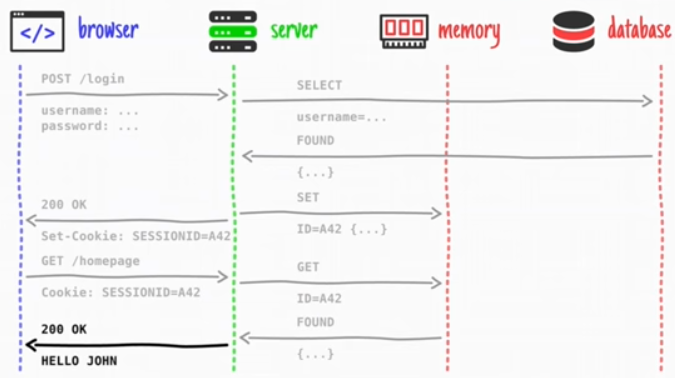 </> browser server memory database
POST /login
SELECT
username: ...
password: ...
username=...
FOUND
{...}
SET
200 OK
Set-Cookie: SESSIONID=A42
ID=A42 {...}
GET /homepage
GET
Cookie: SESSIONID=A42
ID=A42
FOUND
200 OK
{...}
HELLO JOHN